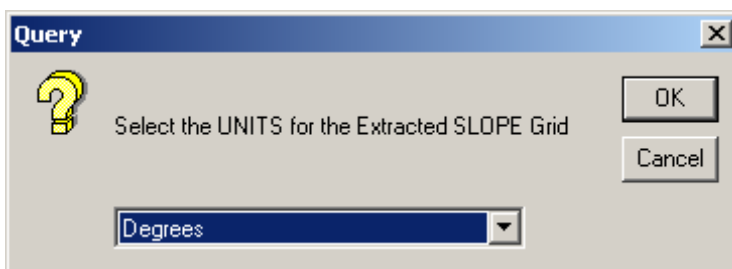 Query
OK
Select the UNITS for the Extracted SLOPE Grid
Cancel
Degrees